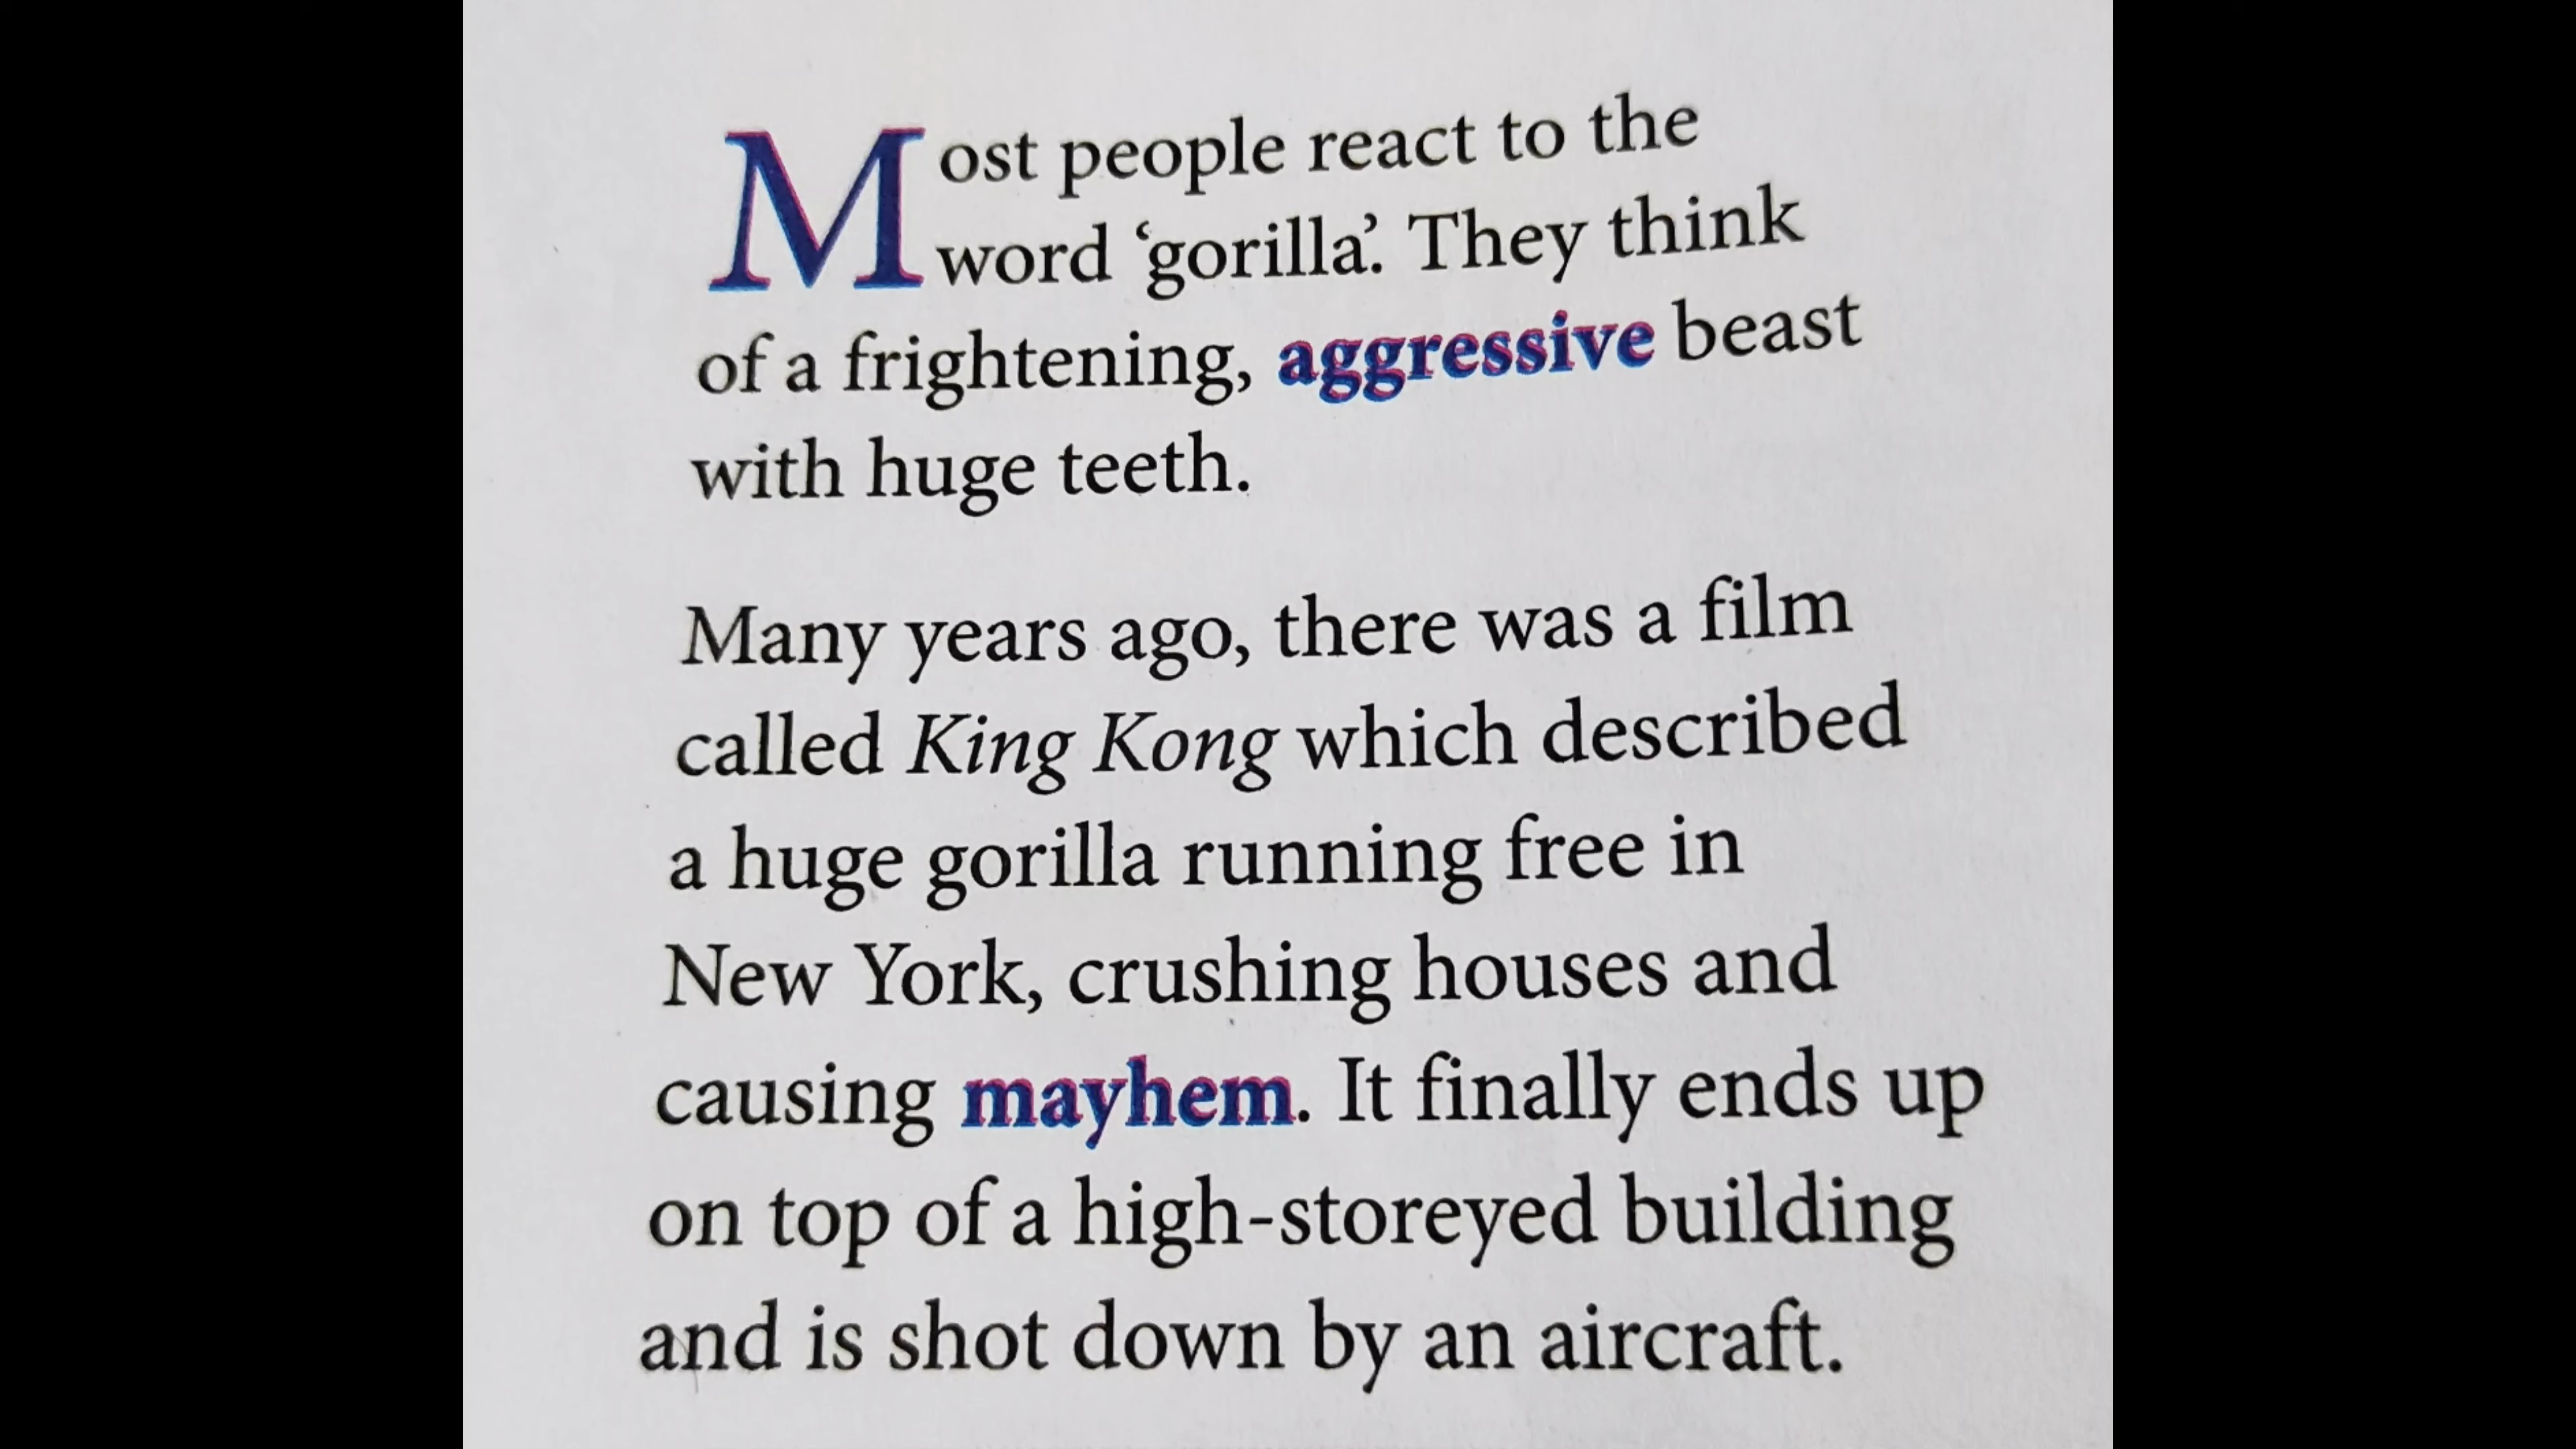 Most people react to the
word ‘gorilla’. They think
of a frightening, aggressive beast
with huge teeth.
Many years ago, there was a film
called King Kong which described
a huge gorilla running free in
New York, crushing houses and
causing mayhem. It finally ends up
on top of a high-storeyed building
and is shot down by an aircraft.